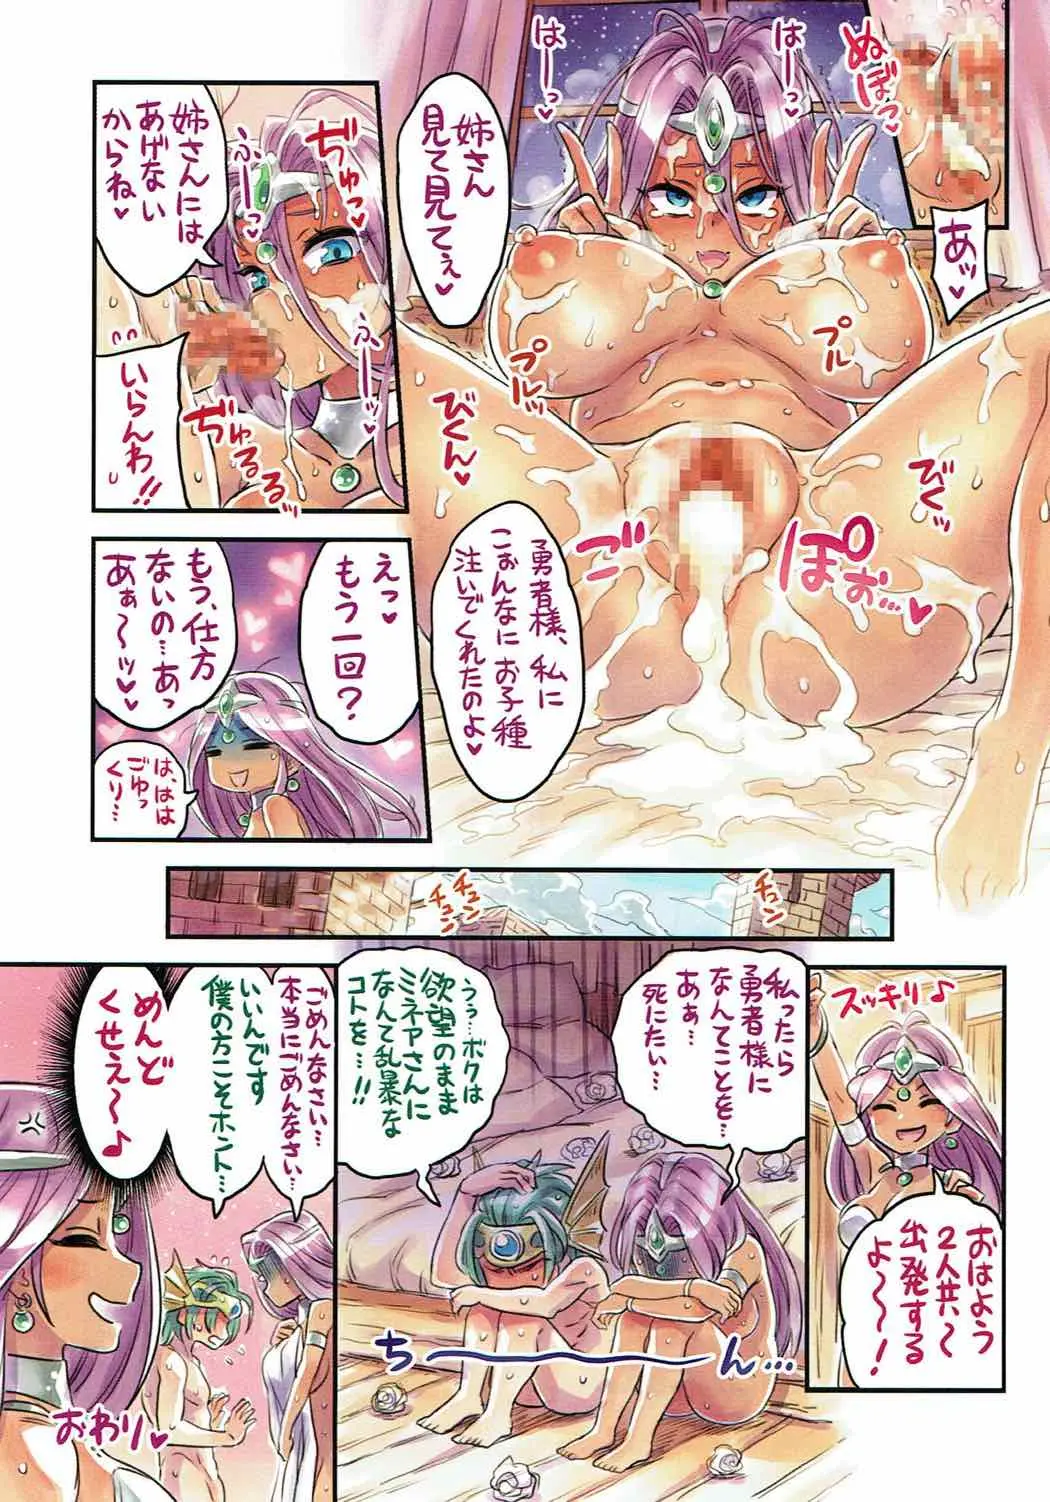 ぬぼっ
あッ♥
はーっ♥
はーっ♥
姉さん
見て見てぇ♥
プルッ
プルッ
びくん♥
びくッ
ご
ぽぉ…♥
勇者様、私に
こぉんなにお子種
注いでくれたのよ♥
ぢゅっ
ふーっ♥
ふーッ♥
ぢゅるるッ
姉さんには
あげない
からね♥
いらんわ!!
えっ
もう一回?
もう、仕方
ないの…あっ
あぁ〜〜ッ♥
は、はは
ごゆっ
くり…
チュン
チュン
チュン
スッキリ♪
おはよう
2人共〜
出発する
よ〜〜!
私ったら
勇者様に
なんてことを…
あぁ…
死にたい…
うぅ…ボクは
欲望のまま
ミネアさんに
なんて乱暴な
コトを…!!
ちーーん…
ごめんなさい…
本当にごめんなさい…
いいんです
僕の方こそホント…
めんど
くせえ〜♪
おわり♥